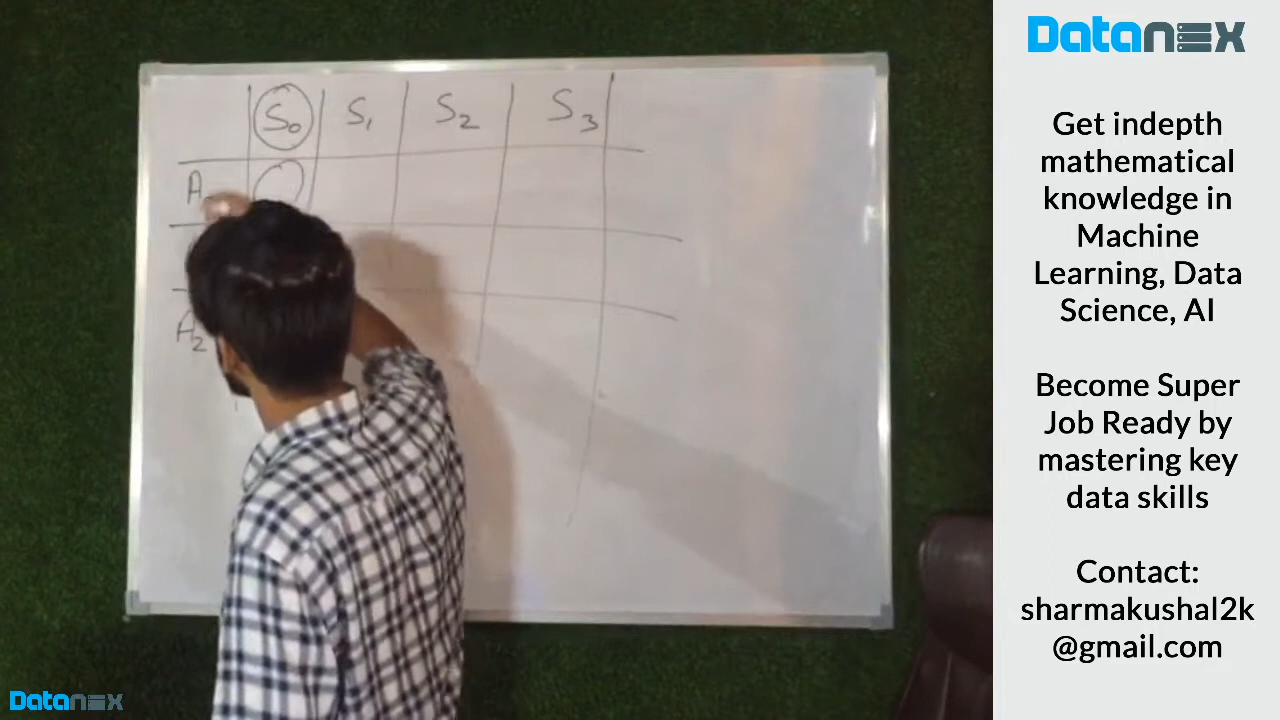 S0 S1 S2 S3
A
A2
Datanex
Get indepth
mathematical
knowledge in
Machine
Learning, Data
Science, AI
Become Super
Job Ready by
mastering key
data skills
Contact:
sharmakushal2k
@gmail.com
Datanex